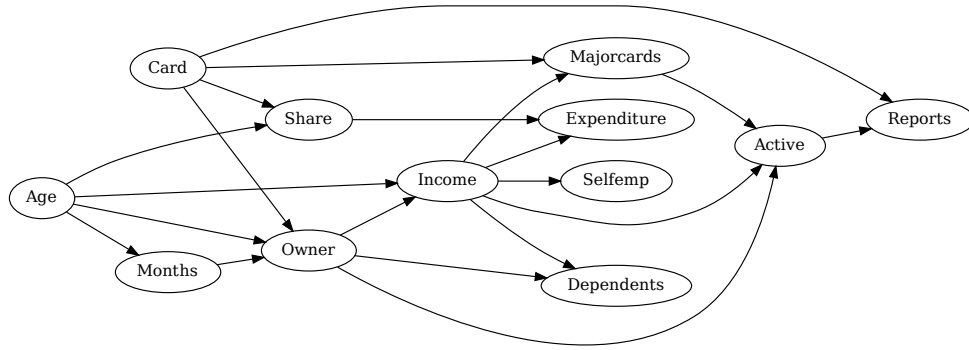 Card
Majorcards
Share
Expenditure
Reports
Active
Age
Income
Selfemp
Owner
Months
Dependents